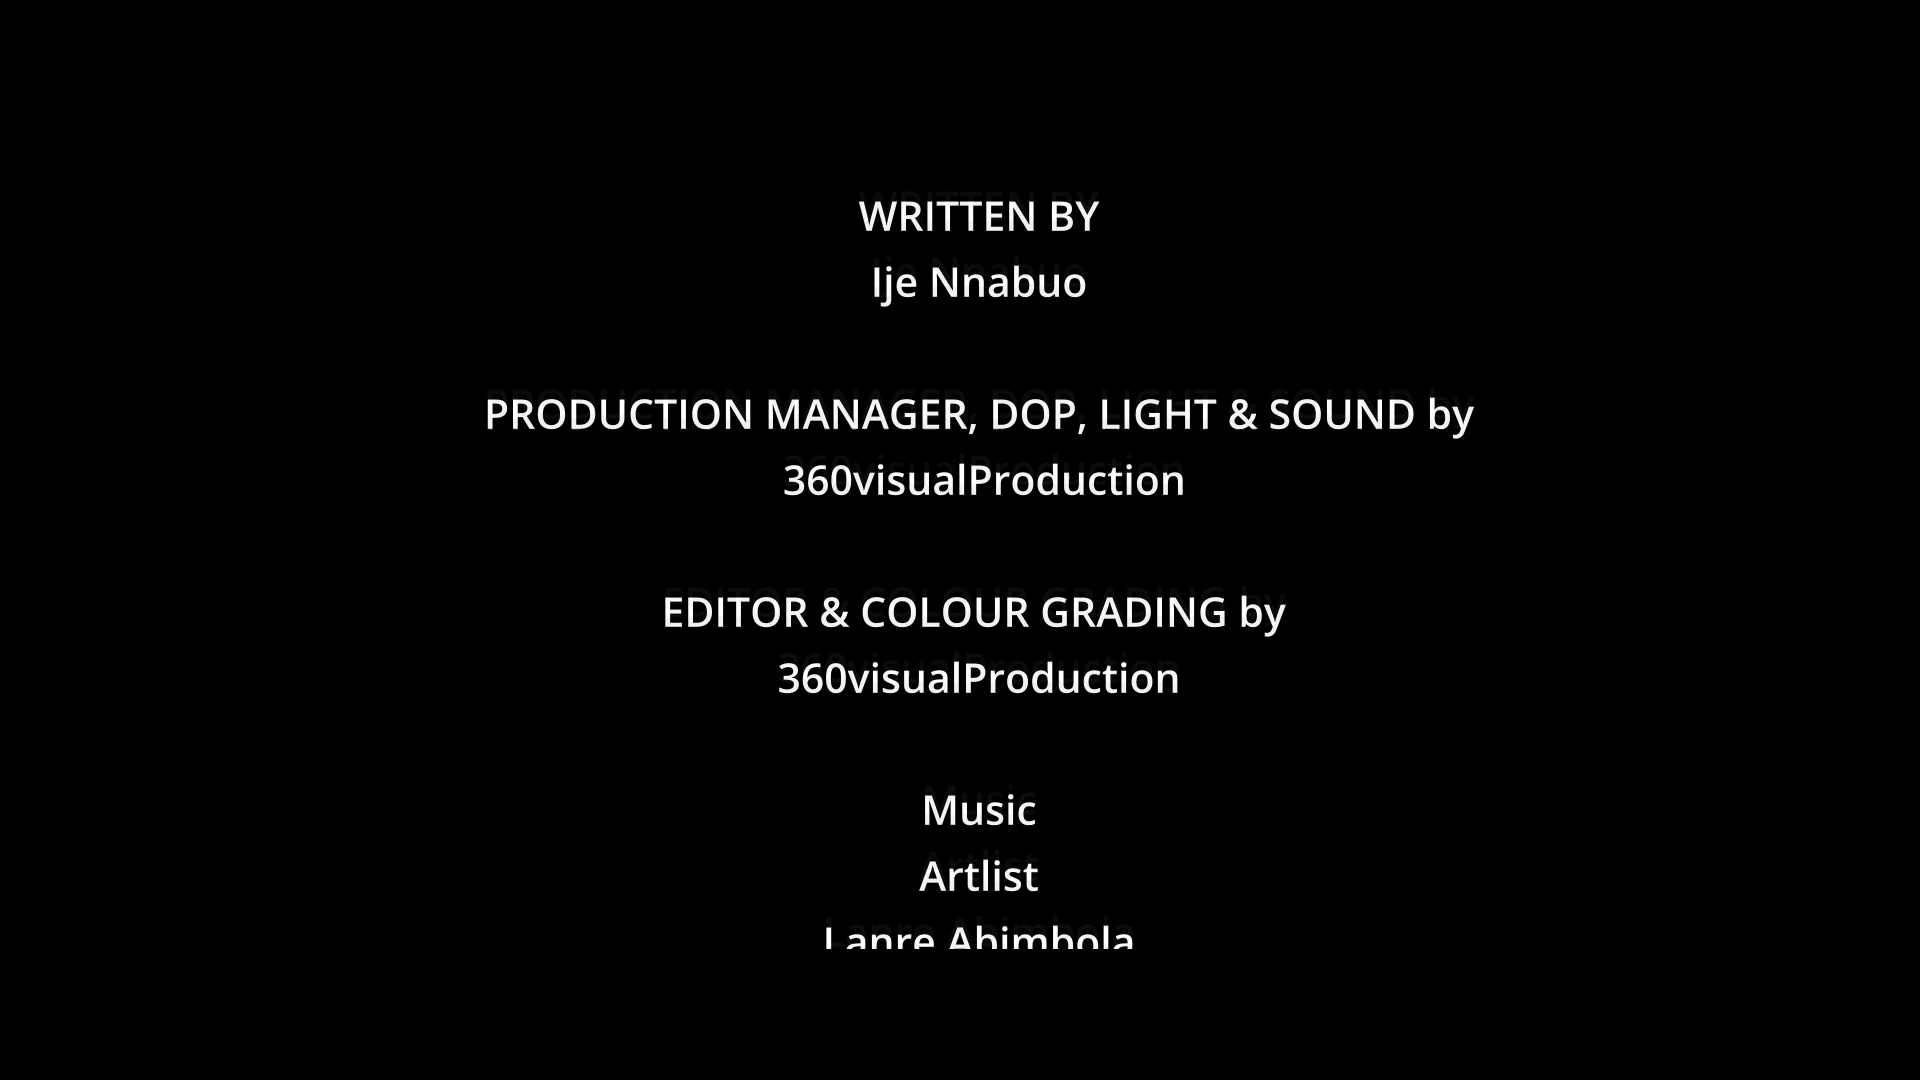 WRITTEN BY
Ije Nnabuo
PRODUCTION MANAGER, DOP, LIGHT & SOUND by
360visualProduction
EDITOR & COLOUR GRADING by
360visualProduction
Music
Artlist
Lanre Abimbola